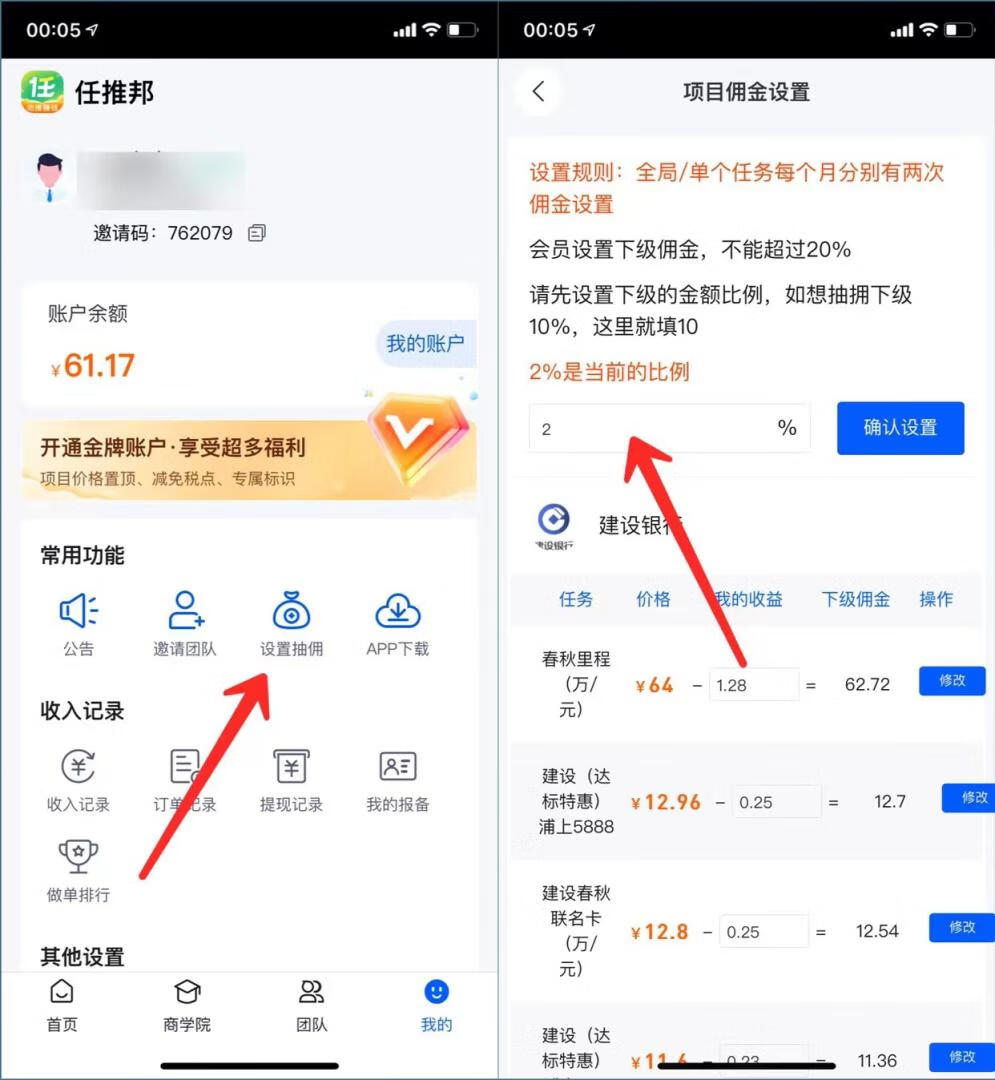 00:05
任
任推邦
邀请码：762079
账户余额
¥61.17
我的账户
开通金牌账户·享受超多福利
项目价格置顶、减免税点、专属标识
常用功能
公告
邀请团队
设置抽佣
APP下载
收入记录
收入记录
订单记录
提现记录
我的报备
做单排行
其他设置
首页
商学院
团队
我的
00:05
项目佣金设置
设置规则：全局/单个任务每个月分别有两次
佣金设置
会员设置下级佣金，不能超过20%
请先设置下级的金额比例，如想抽拥下级
10%，这里就填10
2%是当前的比例
2 %
确认设置
建设银行
建设银行
任务 价格 我的收益 下级佣金 操作
春秋里程
（万/
元）
¥64 － 1.28 = 62.72 修改
建设（达
标特惠）
浦上5888
¥12.96 － 0.25 = 12.7 修改
建设春秋
联名卡
（万/
元）
¥12.8 － 0.25 = 12.54 修改
建设（达
标特惠）
¥11.6 － 0.23 = 11.36 修改